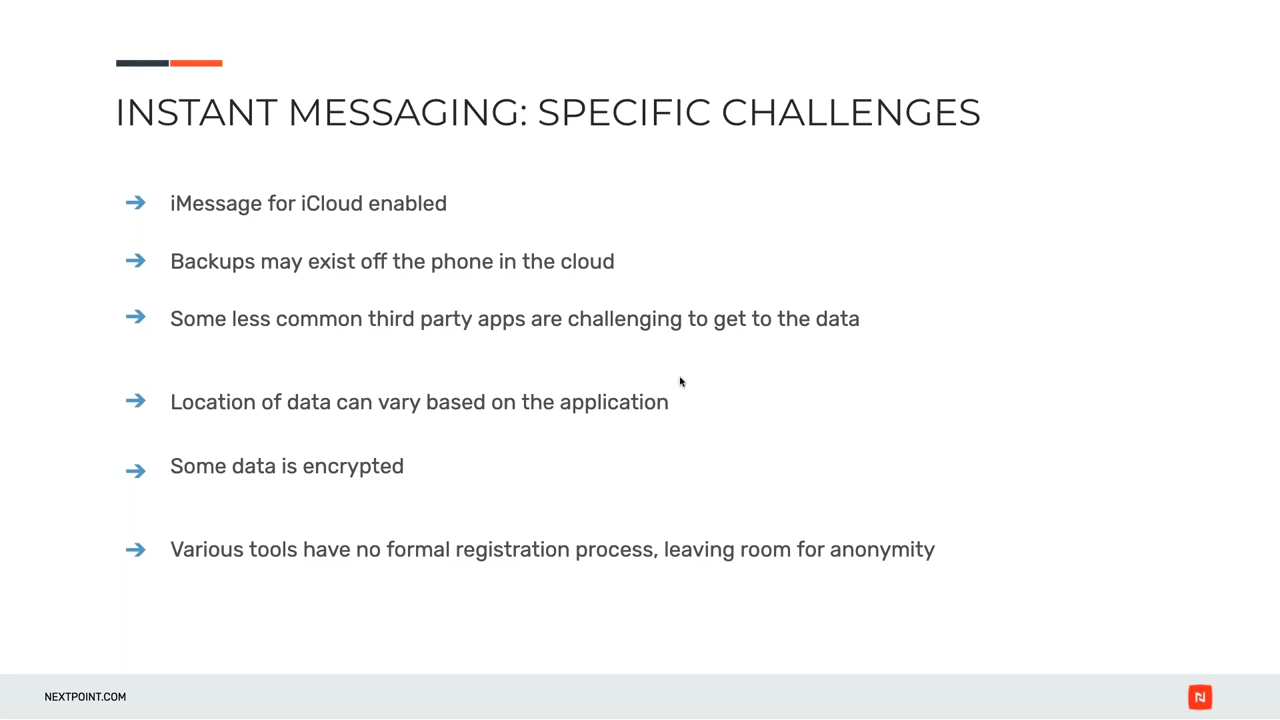 INSTANT MESSAGING: SPECIFIC CHALLENGES
iMessage for iCloud enabled
Backups may exist off the phone in the cloud
Some less common third party apps are challenging to get to the data
Location of data can vary based on the application
Some data is encrypted
Various tools have no formal registration process, leaving room for anonymity
NEXTPOINT.COM
N